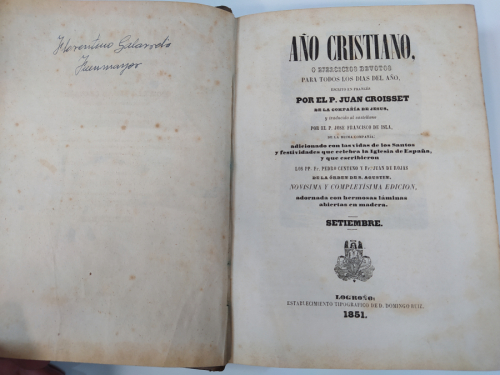 Florentino Galarreta
Fuenmayor
AÑO CRISTIANO,
O EJERCICIOS DEVOTOS
PARA TODOS LOS DIAS DEL AÑO,
ESCRITO EN FRANCÉS
POR EL P. JUAN CROISSET
DE LA COMPAÑÍA DE JESUS,
y traducido al castellano
POR EL P. JOSE FRANCISCO DE ISLA,
DE LA MISMA COMPAÑIA,
adicionado con las vidas de los Santos
y festividades que celebra la Iglesia de España,
y que escribieron
LOS PP. Fr. PEDRO CENTENO Y Fr. JUAN DE ROJAS
DE LA ÓRDEN DE S. AGUSTIN.
NOVISIMA Y COMPLETÍSIMA EDICION,
adornada con hermosas láminas
abiertas en madera.
SETIEMBRE.
LOGROÑO:
ESTABLECIMIENTO TIPOGRÁFICO DE D. DOMINGO RUIZ.
1851.